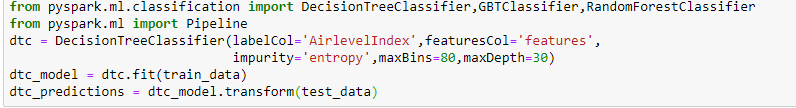 from pyspark.ml.classification import DecisionTreeClassifier,GBTClassifier,RandomForestClassifier
from pyspark.ml import Pipeline
dtc = DecisionTreeClassifier(labelCol='AirlevelIndex',featuresCol='features',
impurity='entropy',maxBins=80,maxDepth=30)
dtc_model = dtc.fit(train_data)
dtc_predictions = dtc_model.transform(test_data)